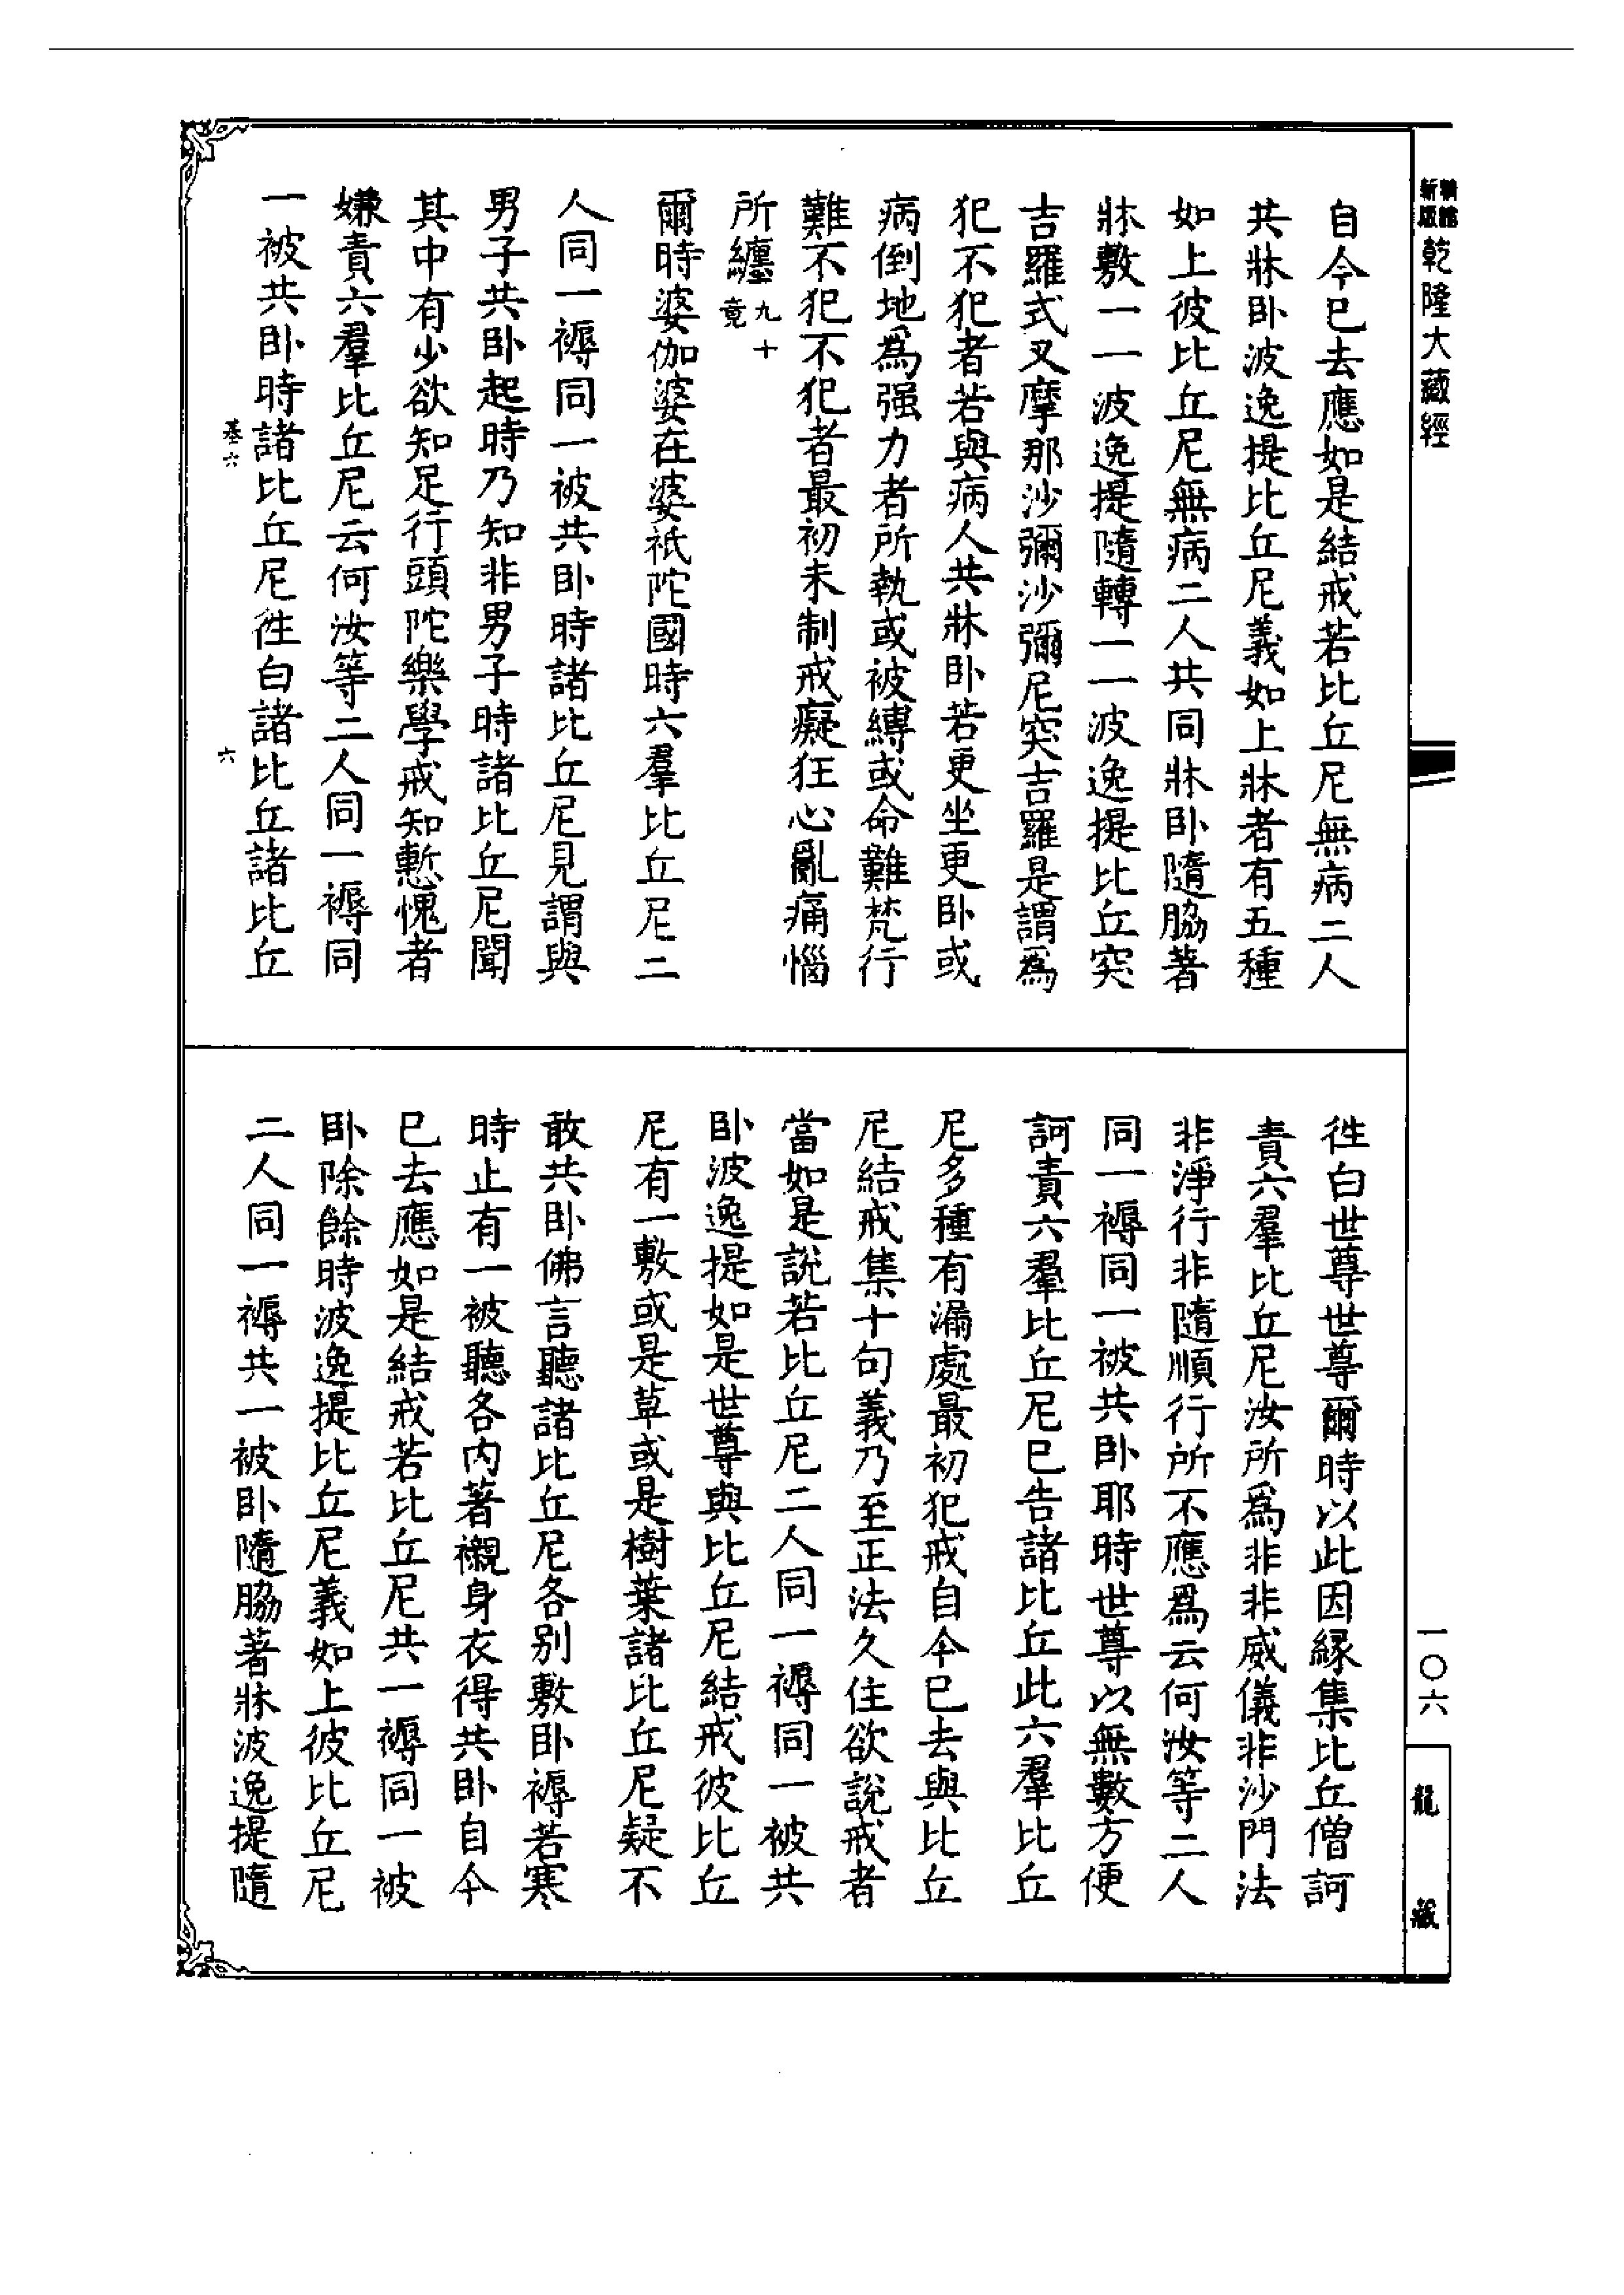 新編縮版
乾隆大藏經
自今已去應如是結戒若比丘尼無病二人
共牀卧波逸提比丘尼義如上牀者有五種
如上彼比丘尼無病二人共同牀卧隨脇著
牀敷一一波逸提隨轉一一波逸提比丘突
吉羅式叉摩那沙彌沙彌尼突吉羅是謂爲
犯不犯者若與病人共牀卧若更坐更卧或
病倒地爲强力者所執或被縛或命難梵行
難不犯不犯者最初未制戒癡狂心亂痛惱
所纏九十竟
爾時婆伽婆在婆祇陀國時六羣比丘尼二
人同一褥同一被共卧時諸比丘尼見謂與
男子共卧起時乃知非男子時諸比丘尼聞
其中有少欲知足行頭陀樂學戒知慙愧者
嫌責六羣比丘尼云何汝等二人同一褥同
一被共卧時諸比丘尼徃白諸比丘諸比丘
基六
六
徃白世尊世尊爾時以此因緣集比丘僧訶
責六羣比丘尼汝所爲非非威儀非沙門法
非淨行非隨順行所不應爲云何汝等二人
同一褥同一被共卧耶時世尊以無數方便
訶責六羣比丘尼已告諸比丘此六羣比丘
尼多種有漏處最初犯戒自今已去與比丘
尼結戒集十句義乃至正法久住欲說戒者
當如是說若比丘尼二人同一褥同一被共
卧波逸提如是世尊與比丘尼結戒彼比丘
尼有一敷或是草或是樹葉諸比丘尼疑不
敢共卧佛言聽諸比丘尼各别敷卧褥若寒
時止有一被聽各内著襯身衣得共卧自今
已去應如是結戒若比丘尼共一褥同一被
卧除餘時波逸提比丘尼義如上彼比丘尼
二人同一褥共一被卧隨脇著牀波逸提隨
一〇六
龍藏